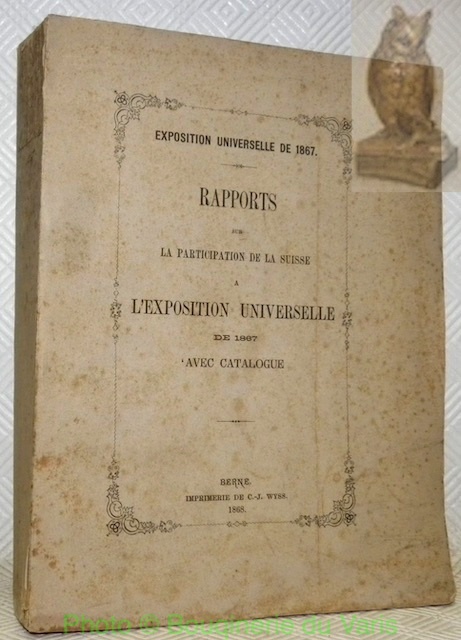 EXPOSITION UNIVERSELLE DE 1867.
RAPPORTS
SUR
LA PARTICIPATION DE LA SUISSE
A
L'EXPOSITION UNIVERSELLE
DE 1867
AVEC CATALOGUE
BERNE.
IMPRIMERIE DE C.-J. WYSS.
1868.
Photo © Bouquinerie du Varis